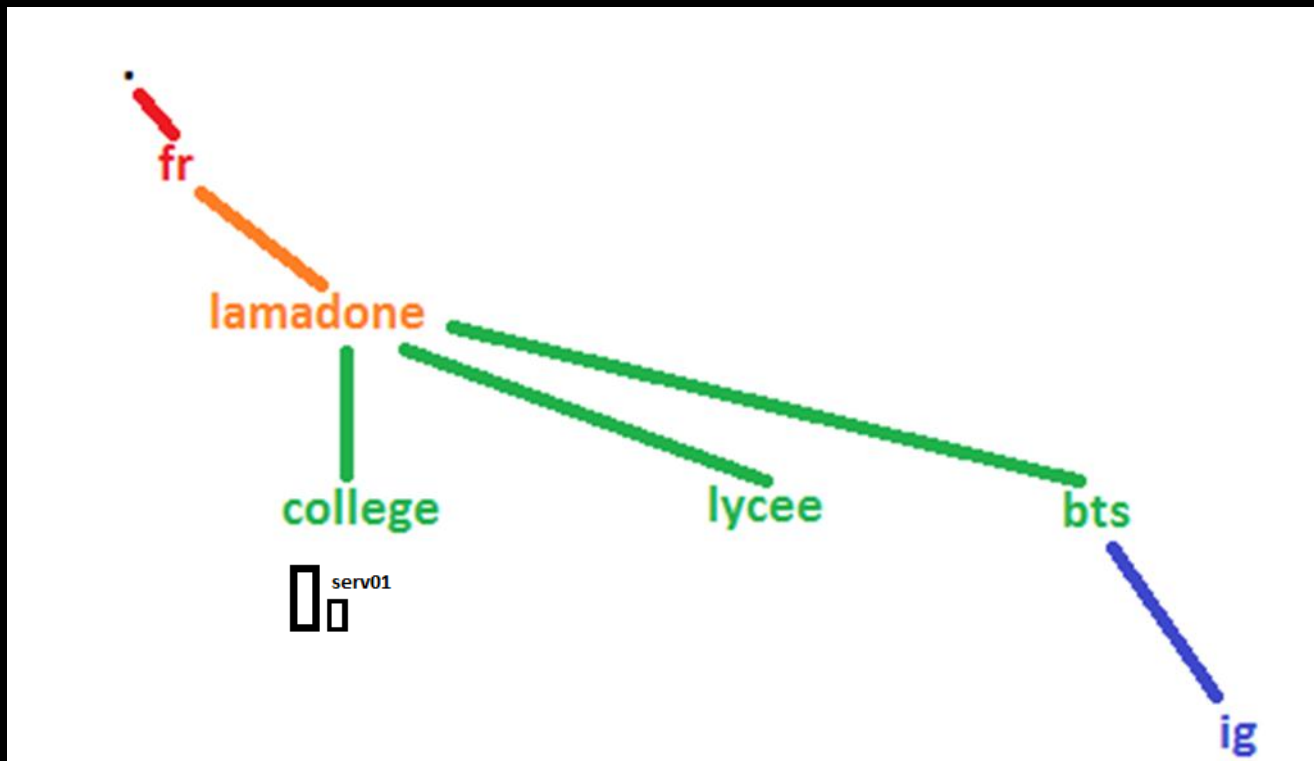 .
fr
lamadone
college
lycee
bts
serv01
ig